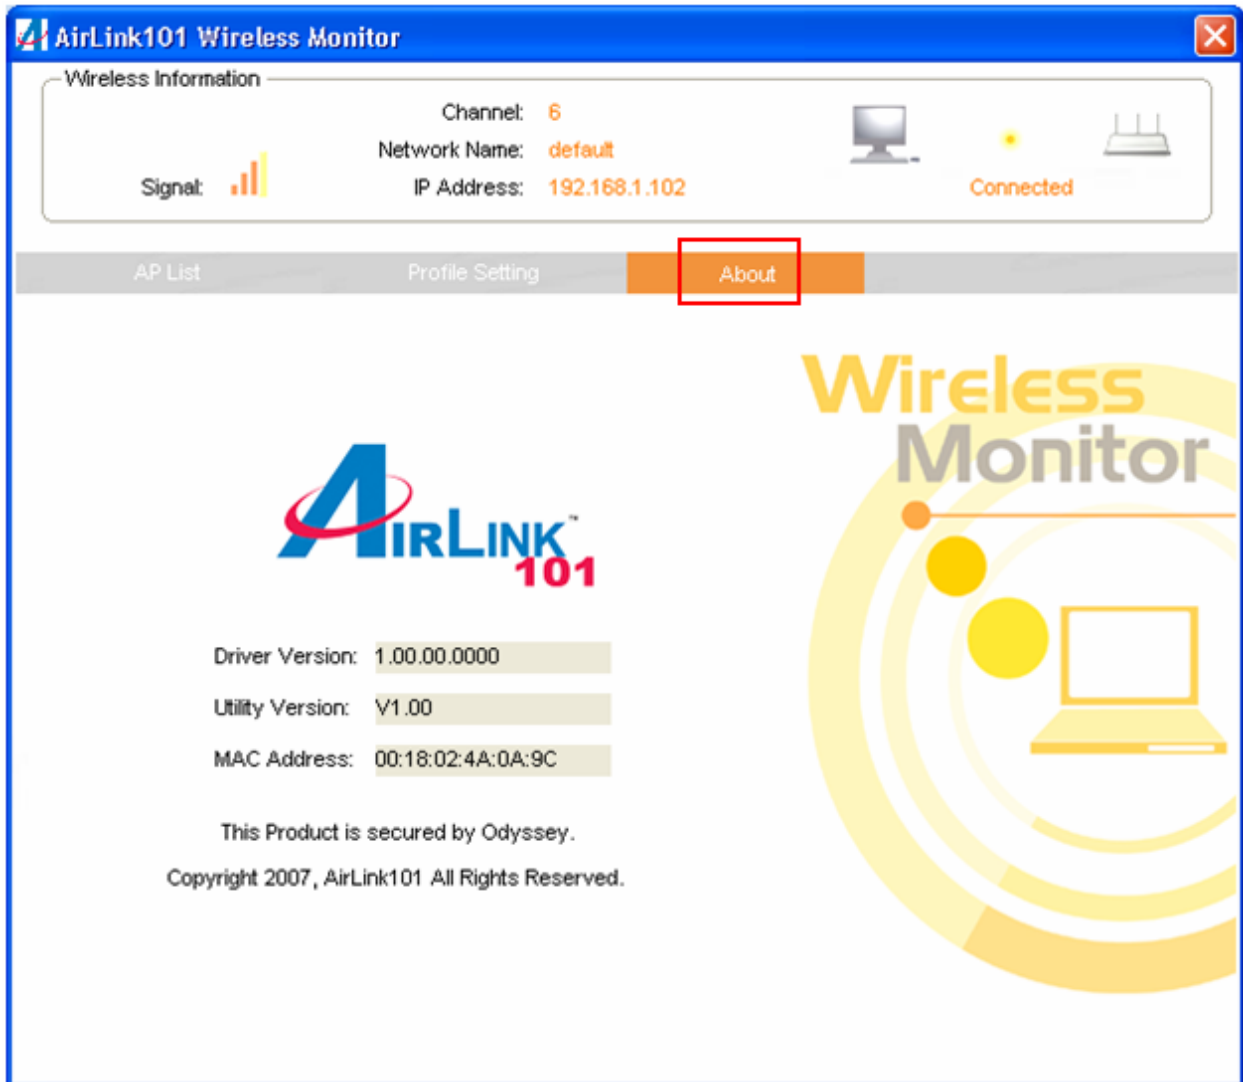 AirLink101 Wireless Monitor
Wireless Information
Channel: 6
Network Name: default
Signal: IP Address: 192.168.1.102
Connected
AP List Profile Setting About
Wireless
Monitor
AIRLINK™
101
Driver Version: 1.00.00.0000
Utility Version: V1.00
MAC Address: 00:18:02:4A:0A:9C
This Product is secured by Odyssey.
Copyright 2007, AirLink101 All Rights Reserved.